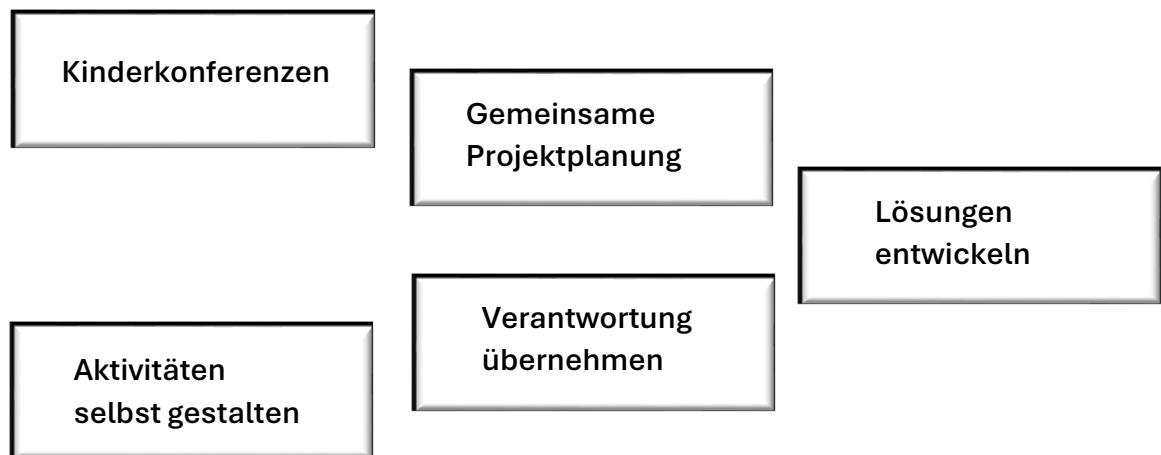 Kinderkonferenzen
Gemeinsame
Projektplanung
Lösungen
entwickeln
Verantwortung
übernehmen
Aktivitäten
selbst gestalten